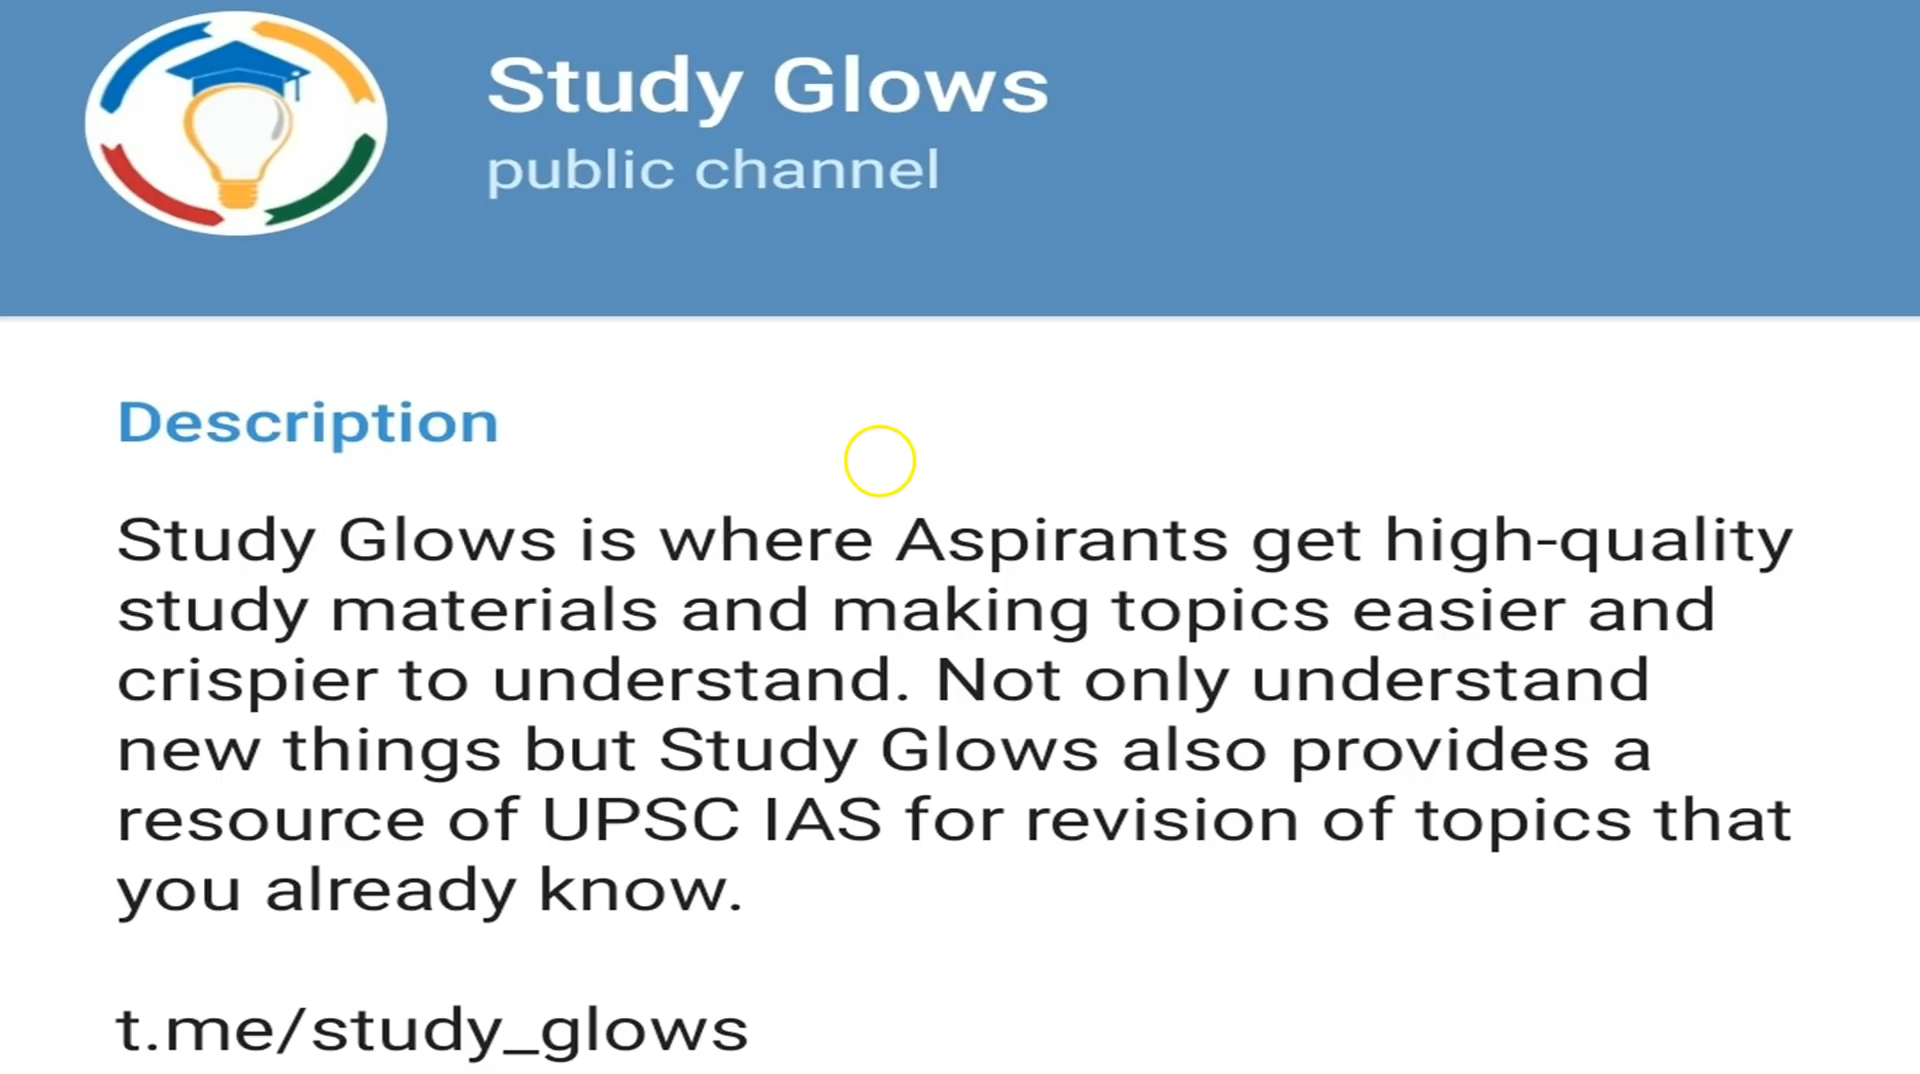 Study Glows
public channel
Description
Study Glows is where Aspirants get high-quality
study materials and making topics easier and
crispier to understand. Not only understand
new things but Study Glows also provides a
resource of UPSC IAS for revision of topics that
you already know.
t.me/study_glows